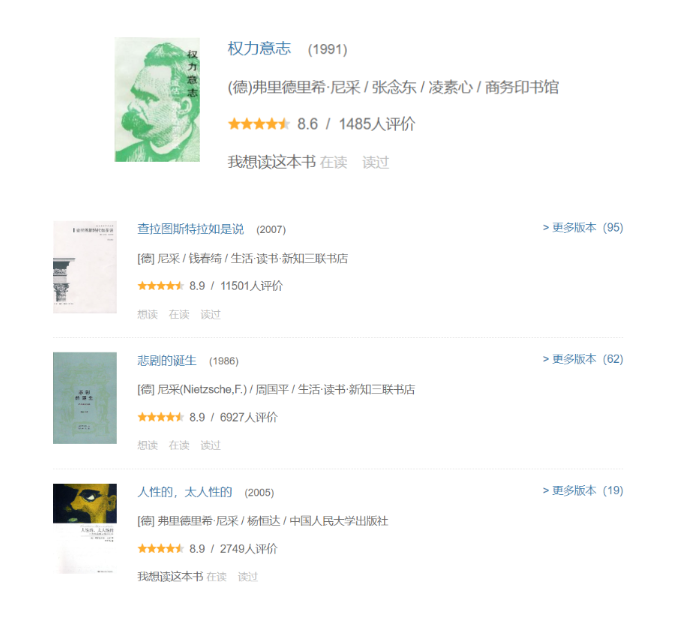 权力意志 (1991)
权力意志
(德)弗里德里希·尼采 / 张念东 / 凌素心 / 商务印书馆
8.6 / 1485人评价
我想读这本书 在读 读过
查拉图斯特拉如是说 (2007)
> 更多版本 (95)
[德] 尼采 / 钱春绮 / 生活·读书·新知三联书店
8.9 / 11501人评价
想读 在读 读过
悲剧的诞生 (1986)
> 更多版本 (62)
[德] 尼采(Nietzsche,F.) / 周国平 / 生活·读书·新知三联书店
8.9 / 6927人评价
想读 在读 读过
人性的，太人性的 (2005)
> 更多版本 (19)
[德] 弗里德里希·尼采 / 杨恒达 / 中国人民大学出版社
8.9 / 2749人评价
我想读这本书 在读 读过